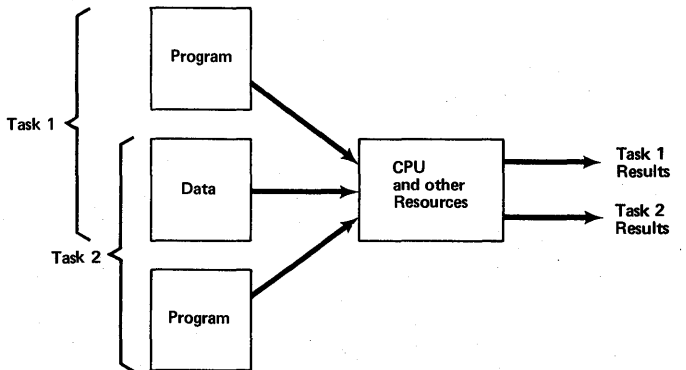 Program
Task 1
Data
CPU
and other
Resources
Task 1
Results
Task 2
Results
Task 2
Program